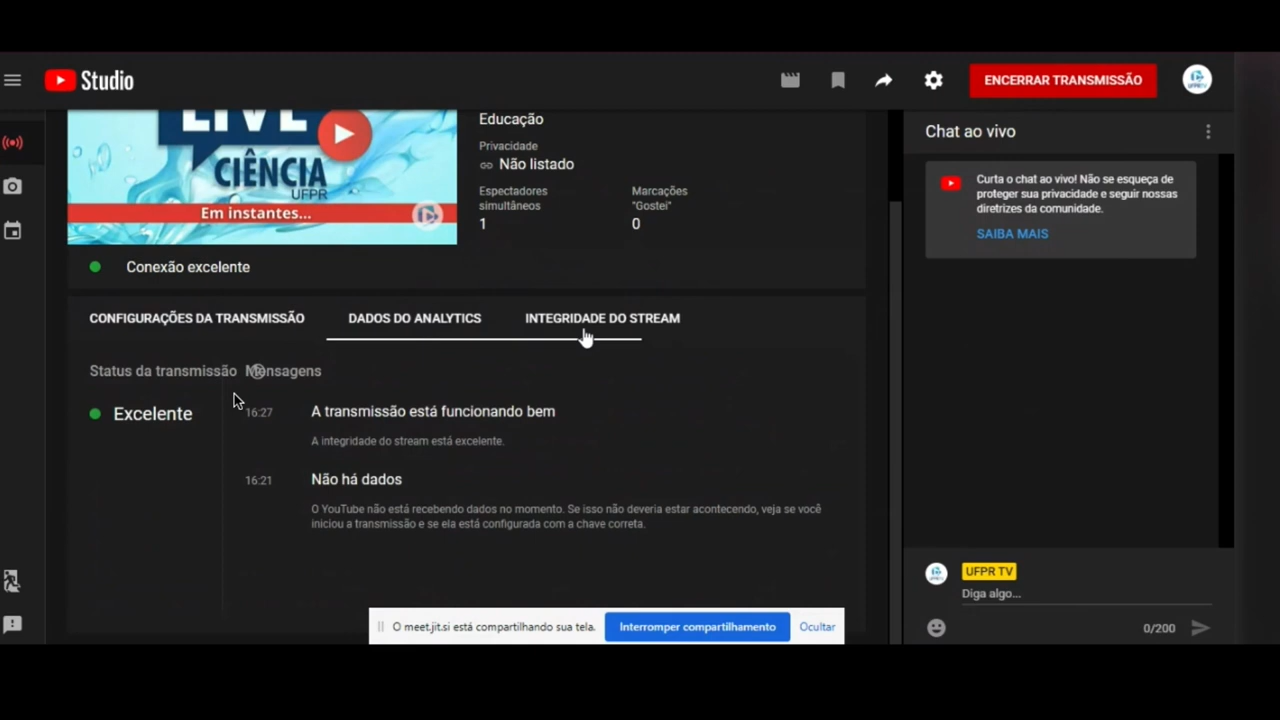 Studio
ENCERRAR TRANSMISSÃO
LIVE
CIÊNCIA
UFPR
Em instantes...
Educação
Privacidade
Não listado
Espectadores
simultâneos
Marcações
"Gostei"
1
0
Conexão excelente
CONFIGURAÇÕES DA TRANSMISSÃO
DADOS DO ANALYTICS
INTEGRIDADE DO STREAM
Status da transmissão
Mensagens
Excelente
16:27
A transmissão está funcionando bem
A integridade do stream está excelente.
16:21
Não há dados
O YouTube não está recebendo dados no momento. Se isso não deveria estar acontecendo, veja se você
iniciou a transmissão e se ela está configurada com a chave correta.
O meet.jit.si está compartilhando sua tela.
Interromper compartilhamento
Ocultar
Chat ao vivo
Curta o chat ao vivo! Não se esqueça de
proteger sua privacidade e seguir nossas
diretrizes da comunidade.
SAIBA MAIS
UFPR TV
Diga algo...
0/200